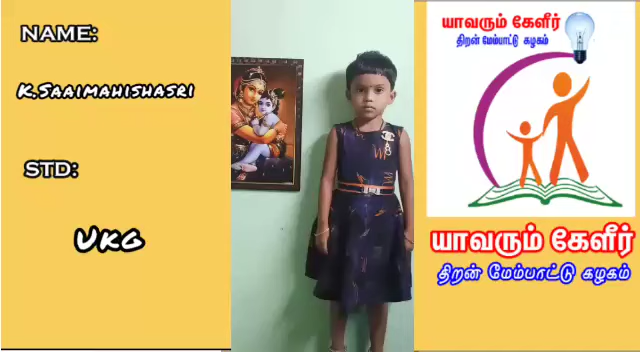 NAME:
K.SAAIMAHISHASRI
STD:
UKG
யாவரும் கேளீர்
திறன் மேம்பாட்டு கழகம்
யாவரும் கேளீர்
திறன் மேம்பாட்டு கழகம்